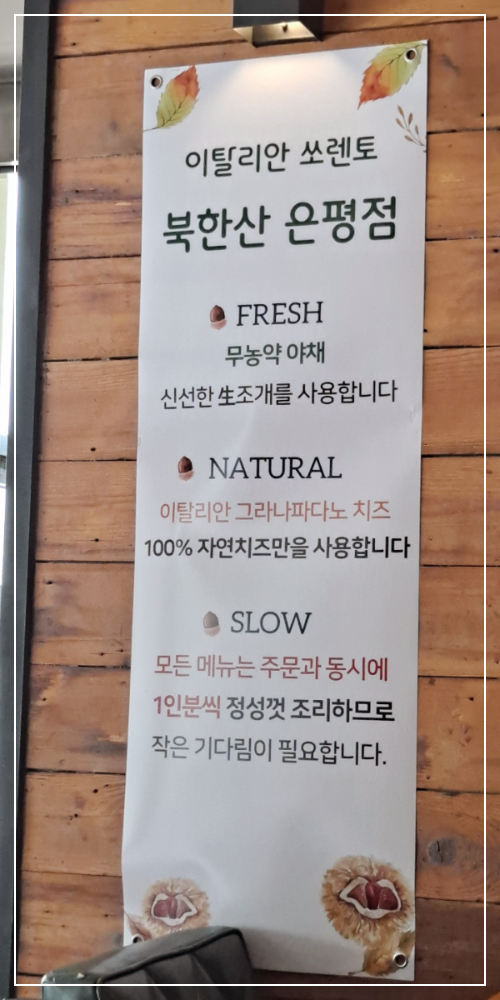 이탈리안 쏘렌토
북한산 은평점
FRESH
무농약 야채
신선한 生조개를 사용합니다
NATURAL
이탈리안 그라나파다노 치즈
100% 자연치즈만을 사용합니다
SLOW
모든 메뉴는 주문과 동시에
1인분씩 정성껏 조리하므로
작은 기다림이 필요합니다.